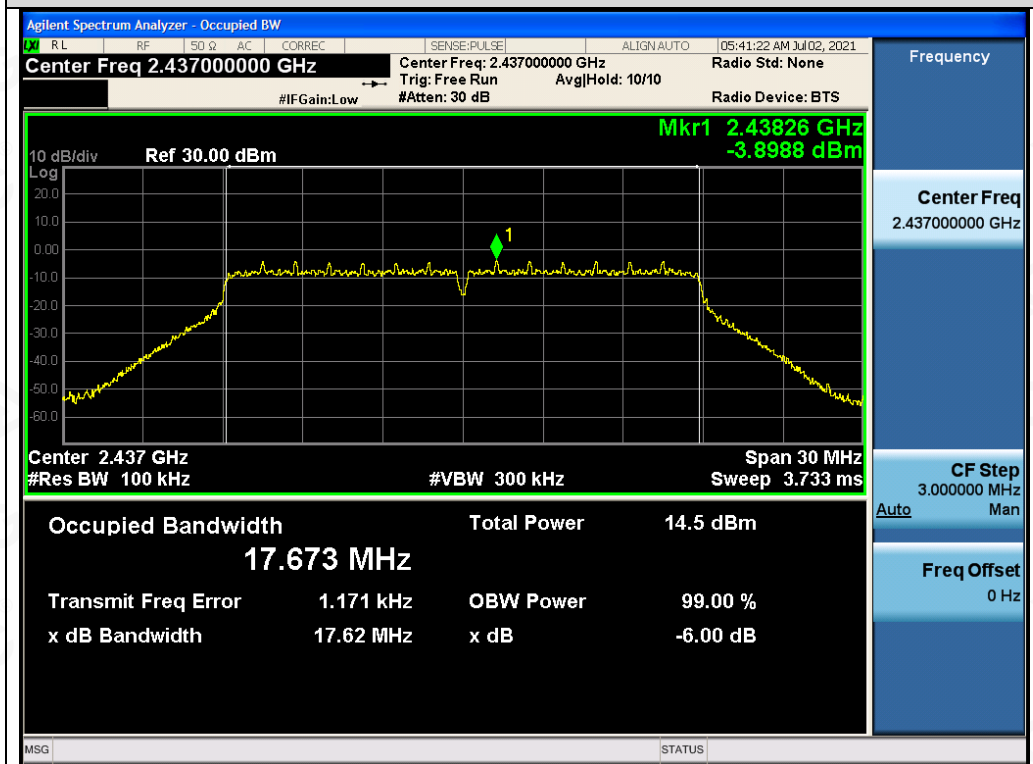 Agilent Spectrum Analyzer - Occupied BW
LXI RL RF 50 Ω AC CORREC SENSE:PULSE ALIGN AUTO 05:41:22 AM Jul 02, 2021
Center Freq 2.437000000 GHz
Center Freq: 2.437000000 GHz Radio Std: None
Trig: Free Run Avg|Hold: 10/10
#IFGain:Low #Atten: 30 dB Radio Device: BTS
Frequency
Mkr1 2.43826 GHz
-3.8988 dBm
10 dB/div Ref 30.00 dBm
Log
20.0
10.0
0.00
-10.0
-20.0
-30.0
-40.0
-50.0
-60.0
1
Center 2.437 GHz Span 30 MHz
#Res BW 100 kHz #VBW 300 kHz Sweep 3.733 ms
Center Freq
2.437000000 GHz
CF Step
3.000000 MHz
Auto Man
Freq Offset
0 Hz
Occupied Bandwidth Total Power 14.5 dBm
17.673 MHz
Transmit Freq Error 1.171 kHz OBW Power 99.00 %
x dB Bandwidth 17.62 MHz x dB -6.00 dB
MSG STATUS